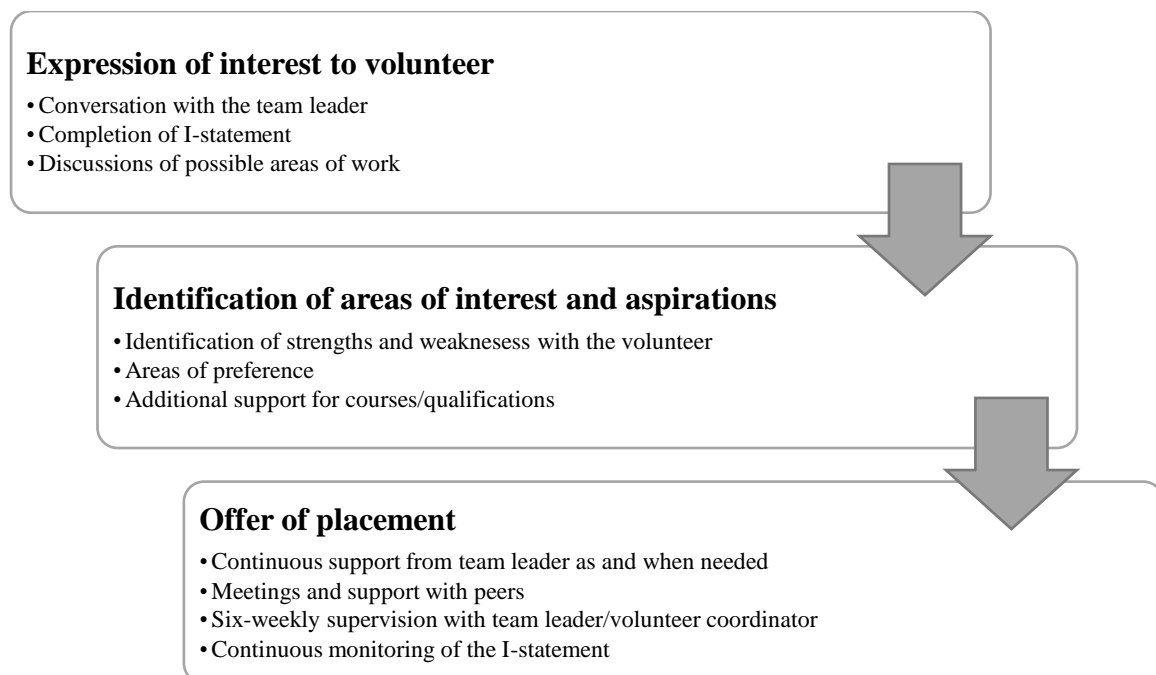 Expression of interest to volunteer
• Conversation with the team leader
• Completion of I-statement
• Discussions of possible areas of work
Identification of areas of interest and aspirations
• Identification of strengths and weaknesess with the volunteer
• Areas of preference
• Additional support for courses/qualifications
Offer of placement
• Continuous support from team leader as and when needed
• Meetings and support with peers
• Six-weekly supervision with team leader/volunteer coordinator
• Continuous monitoring of the I-statement